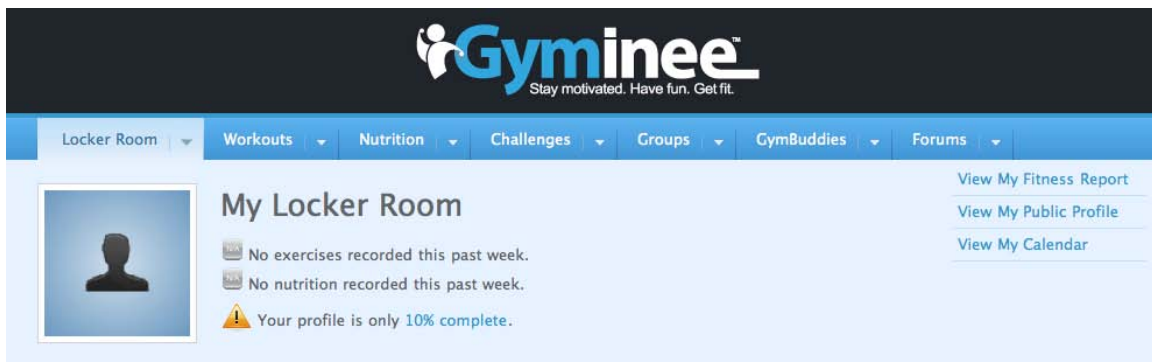 Gyminee™
Stay motivated. Have fun. Get fit.
Locker Room Workouts Nutrition Challenges Groups GymBuddies Forums
My Locker Room
No exercises recorded this past week.
No nutrition recorded this past week.
Your profile is only 10% complete.
View My Fitness Report
View My Public Profile
View My Calendar